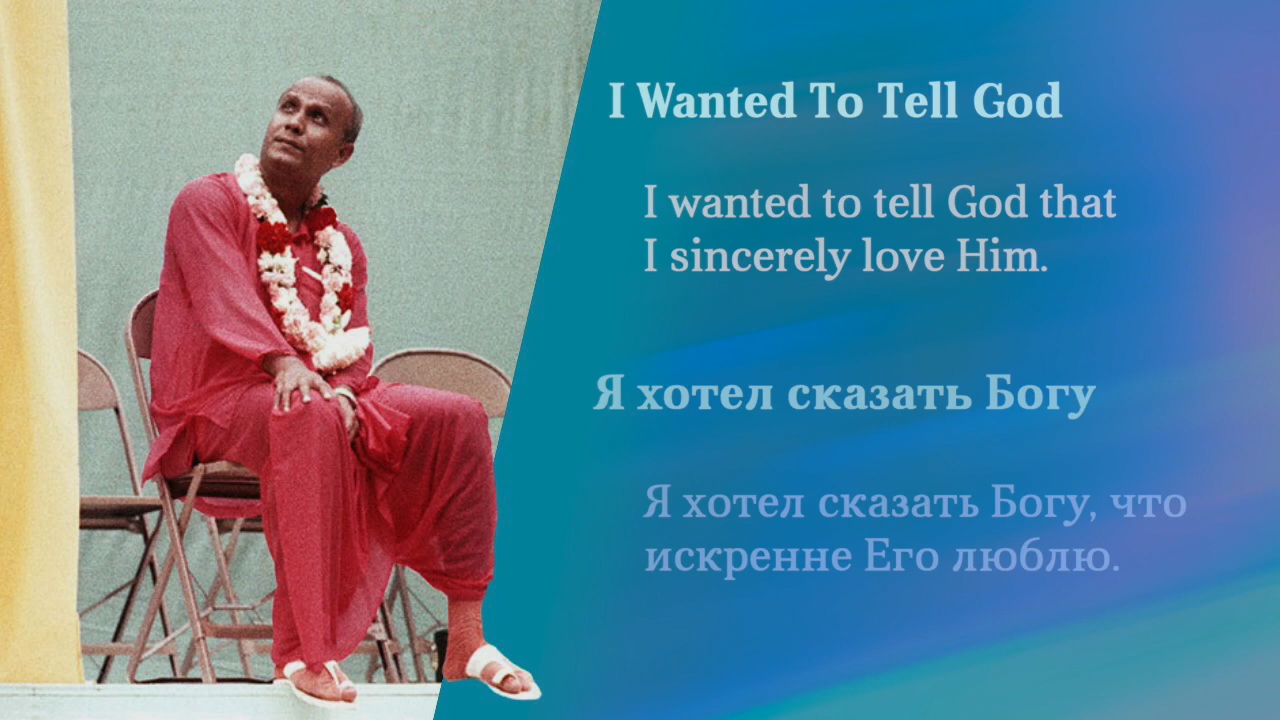 I Wanted To Tell God
I wanted to tell God that
I sincerely love Him.
Я хотел сказать Богу
Я хотел сказать Богу, что
искренне Его люблю.